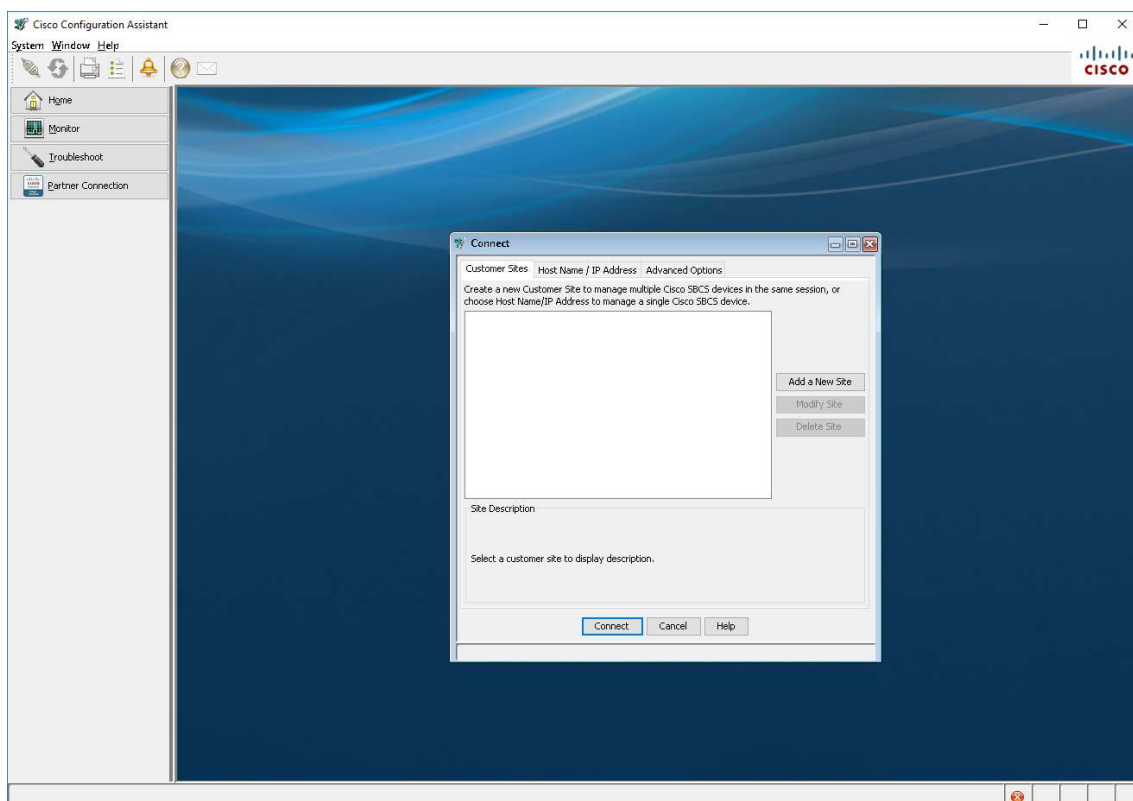 Cisco Configuration Assistant
System Window Help
CISCO
Home
Monitor
Troubleshoot
Partner Connection
Connect
Customer Sites Host Name / IP Address Advanced Options
Create a new Customer Site to manage multiple Cisco SBCS devices in the same session, or
choose Host Name/IP Address to manage a single Cisco SBCS device.
Add a New Site
Modify Site
Delete Site
Site Description
Select a customer site to display description.
Connect Cancel Help